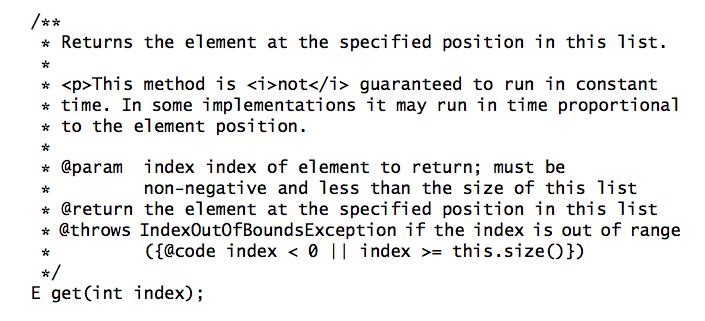 /**
 * Returns the element at the specified position in this list.
 *
 * <p>This method is <i>not</i> guaranteed to run in constant
 * time. In some implementations it may run in time proportional
 * to the element position.
 *
 * @param  index index of element to return; must be
 *         non-negative and less than the size of this list
 * @return the element at the specified position in this list
 * @throws IndexOutOfBoundsException if the index is out of range
 *         ({@code index < 0 || index >= this.size()})
 */
E get(int index);